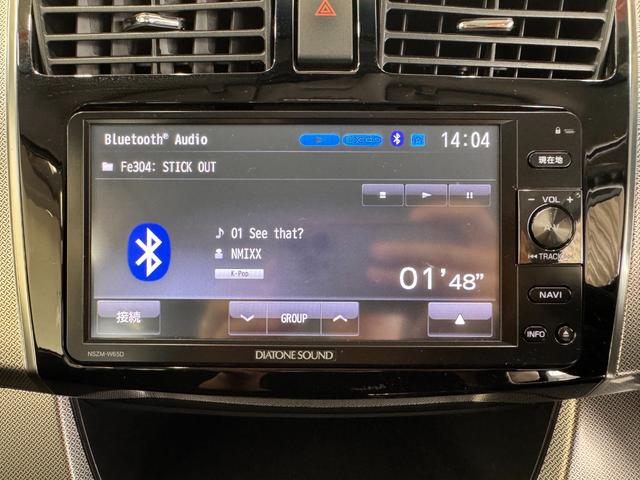 Bluetooth® Audio 14:04
Fe304: STICK OUT
01 See that?
NMIXX
K-Pop
01'48"
接続 GROUP
NSZM-W65D
DIATONE SOUND
現在地
− VOL +
AV
TRACK
NAVI
INFO